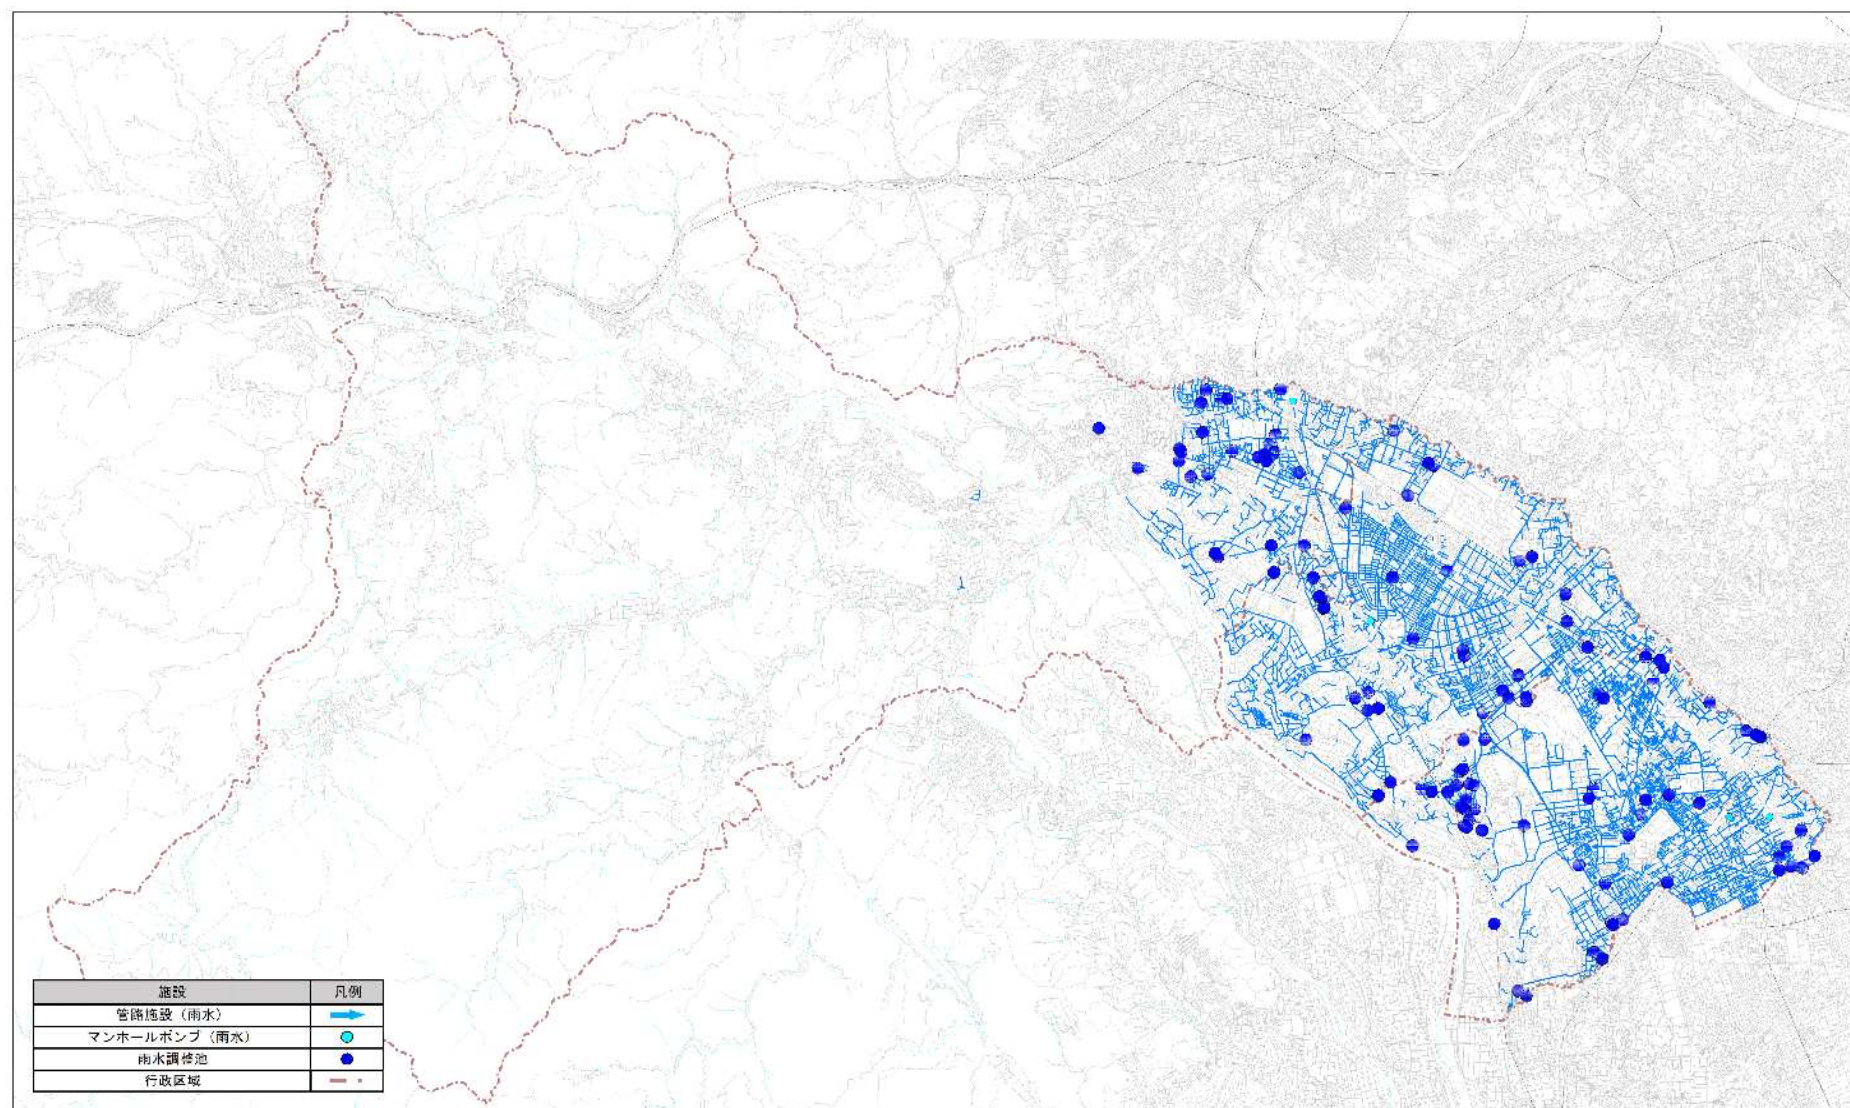 施設 凡例
管路施設（雨水）
マンホールポンプ（雨水）
雨水調整池
行政区域